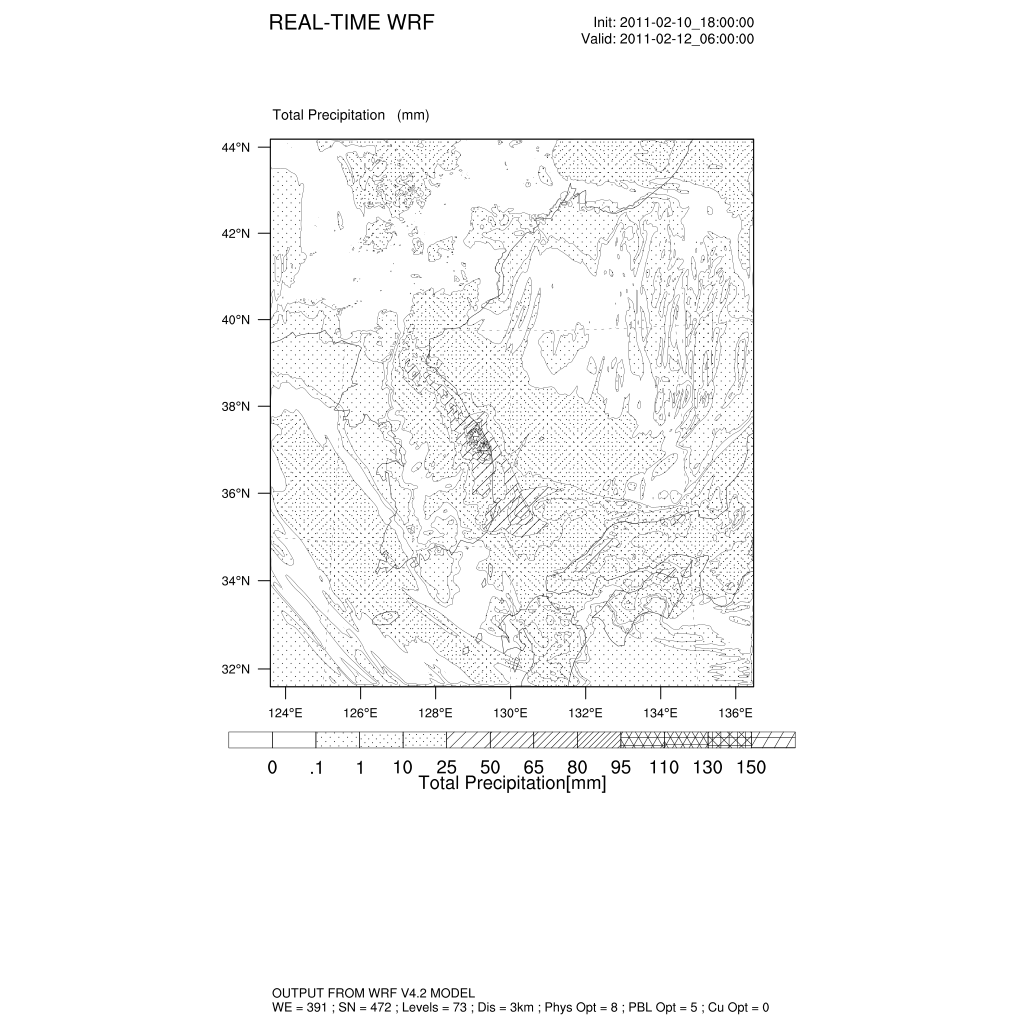 REAL-TIME WRF
Init: 2011-02-10_18:00:00
Valid: 2011-02-12_06:00:00
Total Precipitation (mm)
44°N
42°N
40°N
38°N
36°N
34°N
32°N
124°E 126°E 128°E 130°E 132°E 134°E 136°E
0 .1 1 10 25 50 65 80 95 110 130 150
Total Precipitation[mm]
OUTPUT FROM WRF V4.2 MODEL
WE = 391 ; SN = 472 ; Levels = 73 ; Dis = 3km ; Phys Opt = 8 ; PBL Opt = 5 ; Cu Opt = 0